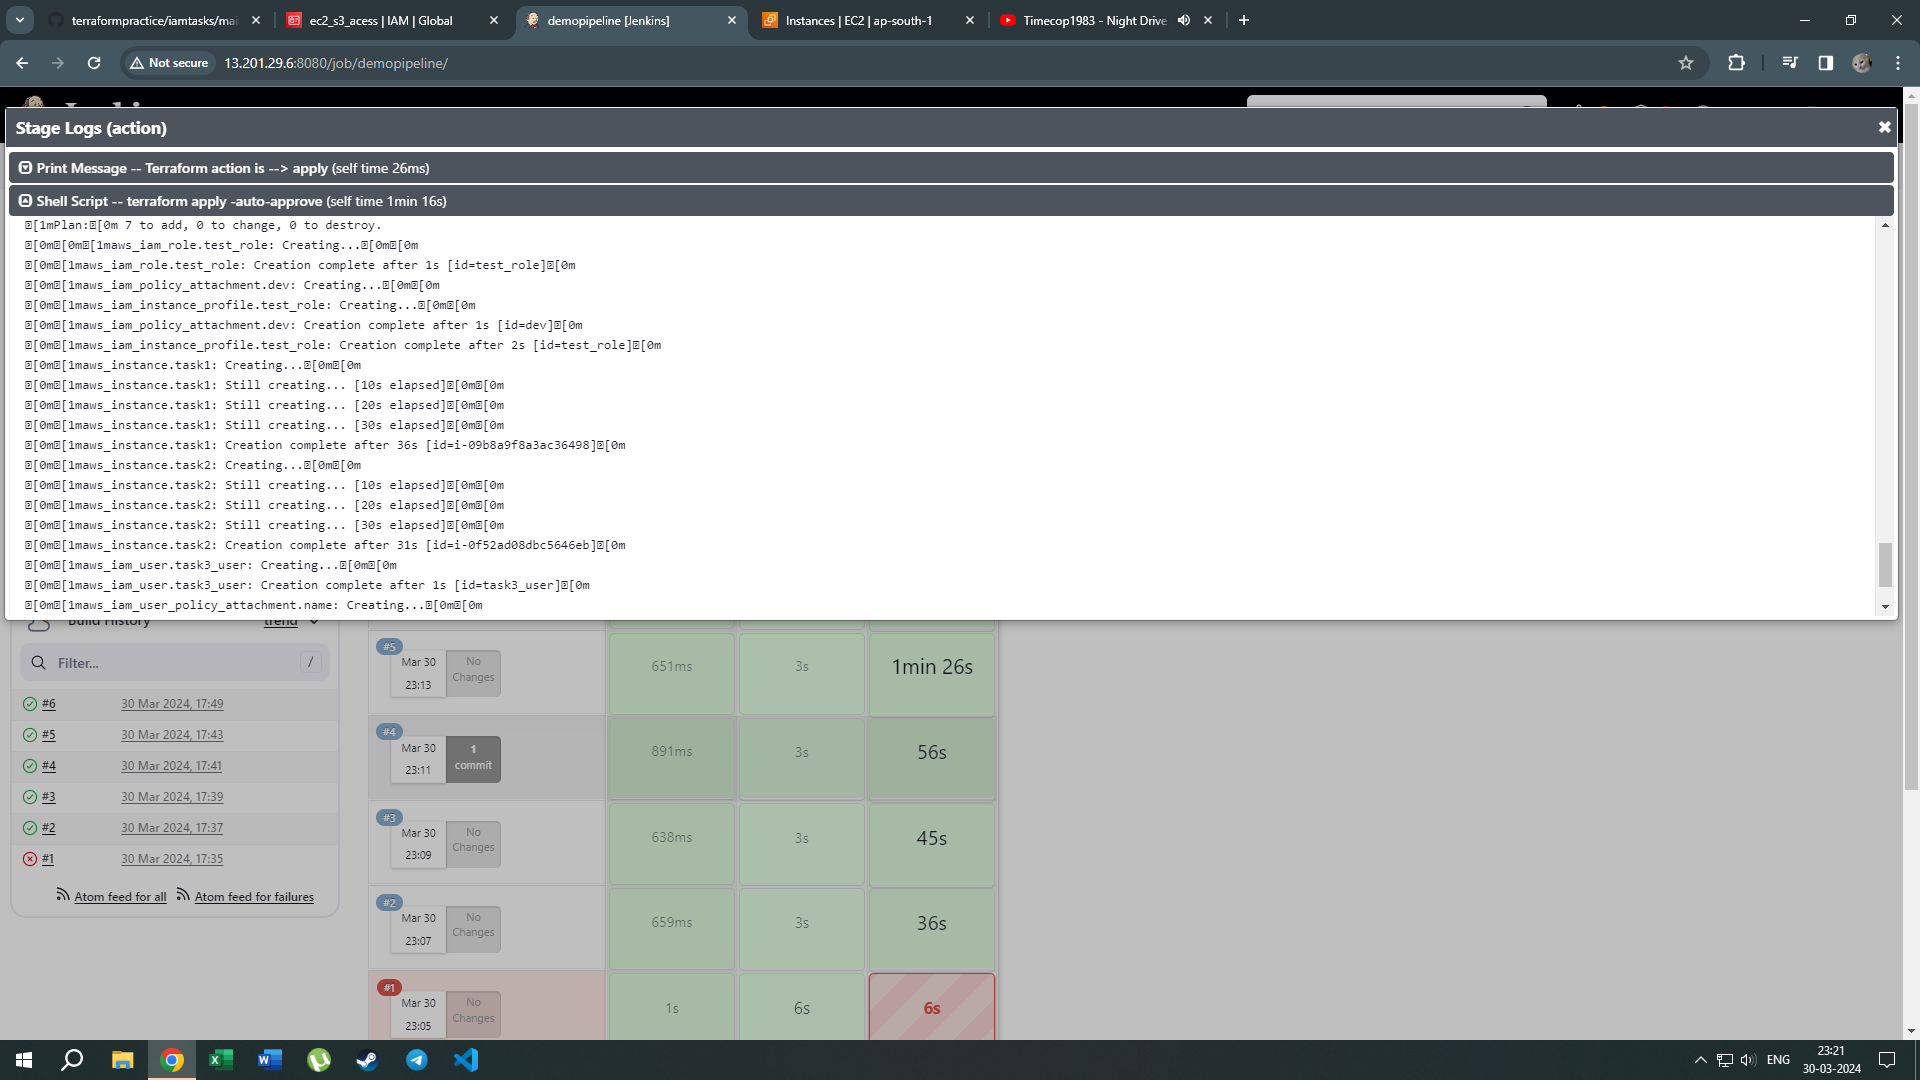 terraformpractice/iamtasks/mai
ec2_s3_acess | IAM | Global
demopipeline [Jenkins]
Instances | EC2 | ap-south-1
Timecop1983 - Night Drive
Not secure
13.201.29.6:8080/job/demopipeline/
Stage Logs (action)
Print Message -- Terraform action is --> apply (self time 26ms)
Shell Script -- terraform apply -auto-approve (self time 1min 16s)
[1mPlan:[0m 7 to add, 0 to change, 0 to destroy.
[0m[0m[1maws_iam_role.test_role: Creating...[0m[0m
[0m[1maws_iam_role.test_role: Creation complete after 1s [id=test_role][0m
[0m[1maws_iam_policy_attachment.dev: Creating...[0m[0m
[0m[1maws_iam_instance_profile.test_role: Creating...[0m[0m
[0m[1maws_iam_policy_attachment.dev: Creation complete after 1s [id=dev][0m
[0m[1maws_iam_instance_profile.test_role: Creation complete after 2s [id=test_role][0m
[0m[1maws_instance.task1: Creating...[0m[0m
[0m[1maws_instance.task1: Still creating... [10s elapsed][0m[0m
[0m[1maws_instance.task1: Still creating... [20s elapsed][0m[0m
[0m[1maws_instance.task1: Still creating... [30s elapsed][0m[0m
[0m[1maws_instance.task1: Creation complete after 36s [id=i-09b8a9f8a3ac36498][0m
[0m[1maws_instance.task2: Creating...[0m[0m
[0m[1maws_instance.task2: Still creating... [10s elapsed][0m[0m
[0m[1maws_instance.task2: Still creating... [20s elapsed][0m[0m
[0m[1maws_instance.task2: Still creating... [30s elapsed][0m[0m
[0m[1maws_instance.task2: Creation complete after 31s [id=i-0f52ad08dbc5646eb][0m
[0m[1maws_iam_user.task3_user: Creating...[0m[0m
[0m[1maws_iam_user.task3_user: Creation complete after 1s [id=task3_user][0m
[0m[1maws_iam_user_policy_attachment.name: Creating...[0m[0m
Build History
trend
Filter...
/
#6 30 Mar 2024, 17:49
#5 30 Mar 2024, 17:43
#4 30 Mar 2024, 17:41
#3 30 Mar 2024, 17:39
#2 30 Mar 2024, 17:37
#1 30 Mar 2024, 17:35
Atom feed for all
Atom feed for failures
#5
Mar 30
23:13
No
Changes
651ms
3s
1min 26s
#4
Mar 30
23:11
1
commit
891ms
3s
56s
#3
Mar 30
23:09
No
Changes
638ms
3s
45s
#2
Mar 30
23:07
No
Changes
659ms
3s
36s
#1
Mar 30
23:05
No
Changes
1s
6s
6s
ENG
23:21
30-03-2024